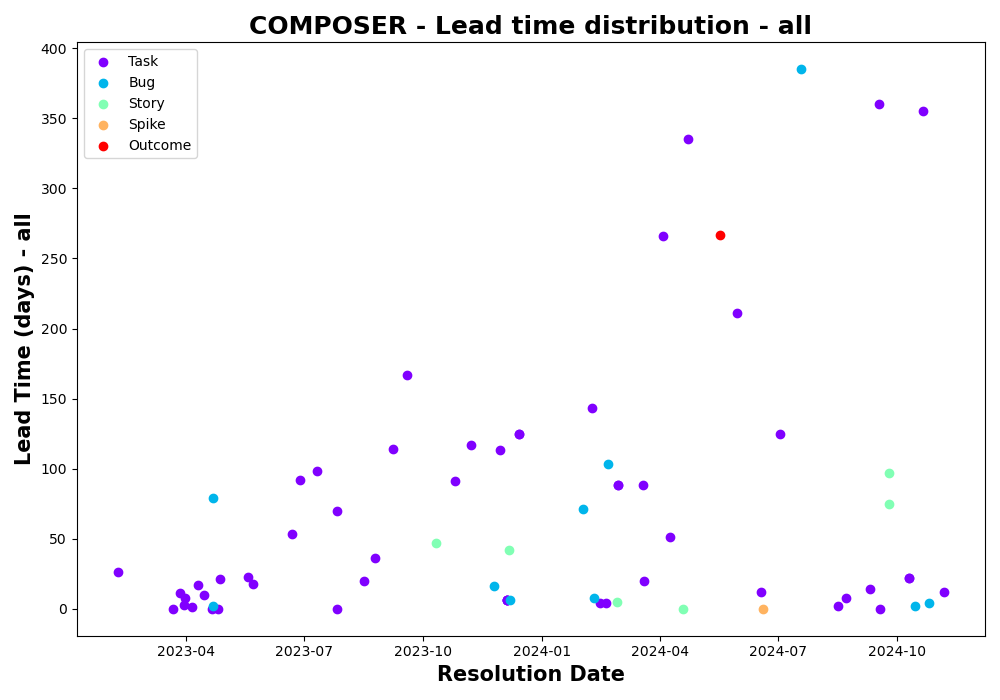 COMPOSER - Lead time distribution - all
Task
Bug
Story
Spike
Outcome
Lead Time (days) - all
400
350
300
250
200
150
100
50
0
2023-04
2023-07
2023-10
2024-01
2024-04
2024-07
2024-10
Resolution Date